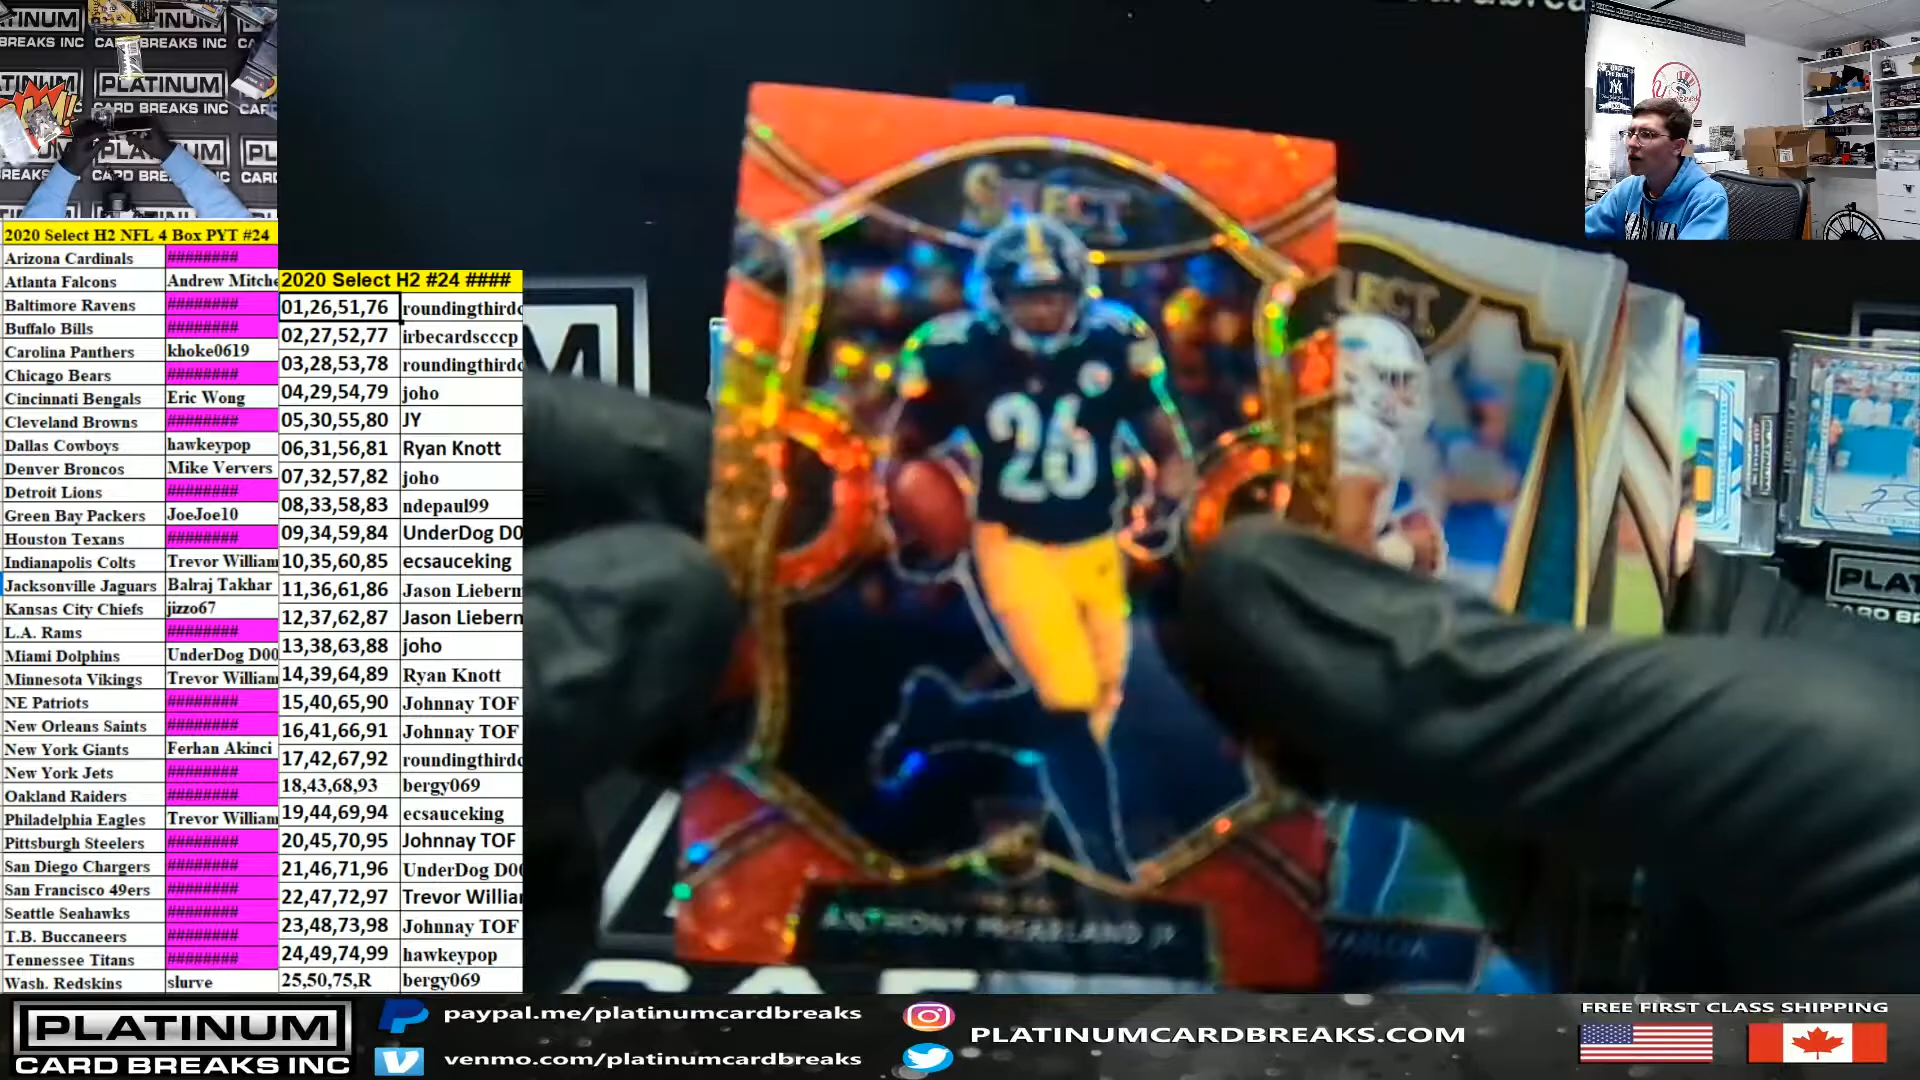 PLATINUM
CARD BREAKS INC
2020 Select H2 NFL 4 Box PYT #24
Arizona Cardinals ########
Atlanta Falcons Andrew Mitche
Baltimore Ravens ########
Buffalo Bills ########
Carolina Panthers khoke0619
Chicago Bears ########
Cincinnati Bengals Eric Wong
Cleveland Browns ########
Dallas Cowboys hawkeypop
Denver Broncos Mike Ververs
Detroit Lions ########
Green Bay Packers JoeJoe10
Houston Texans ########
Indianapolis Colts Trevor William
Jacksonville Jaguars Balraj Takhar
Kansas City Chiefs jizzo67
L.A. Rams ########
Miami Dolphins UnderDog D00
Minnesota Vikings Trevor William
NE Patriots ########
New Orleans Saints ########
New York Giants Ferhan Akinci
New York Jets ########
Oakland Raiders ########
Philadelphia Eagles Trevor William
Pittsburgh Steelers ########
San Diego Chargers ########
San Francisco 49ers ########
Seattle Seahawks ########
T.B. Buccaneers ########
Tennessee Titans ########
Wash. Redskins slurve
2020 Select H2 #24 ####
01,26,51,76 roundingthirdc
02,27,52,77 irbecardscccp
03,28,53,78 roundingthirdc
04,29,54,79 joho
05,30,55,80 JY
06,31,56,81 Ryan Knott
07,32,57,82 joho
08,33,58,83 ndepaul99
09,34,59,84 UnderDog D0
10,35,60,85 ecsauceking
11,36,61,86 Jason Lieberm
12,37,62,87 Jason Lieberm
13,38,63,88 joho
14,39,64,89 Ryan Knott
15,40,65,90 Johnnay TOF
16,41,66,91 Johnnay TOF
17,42,67,92 roundingthirdc
18,43,68,93 bergy069
19,44,69,94 ecsauceking
20,45,70,95 Johnnay TOF
21,46,71,96 UnderDog D00
22,47,72,97 Trevor Willian
23,48,73,98 Johnnay TOF
24,49,74,99 hawkeypop
25,50,75,R bergy069
SELECT
26
ANTHONY MCFARLAND JR
LECT
PLAT
PLATINUM
CARD BREAKS INC
paypal.me/platinumcardbreaks
venmo.com/platinumcardbreaks
PLATINUMCARDBREAKS.COM
FREE FIRST CLASS SHIPPING